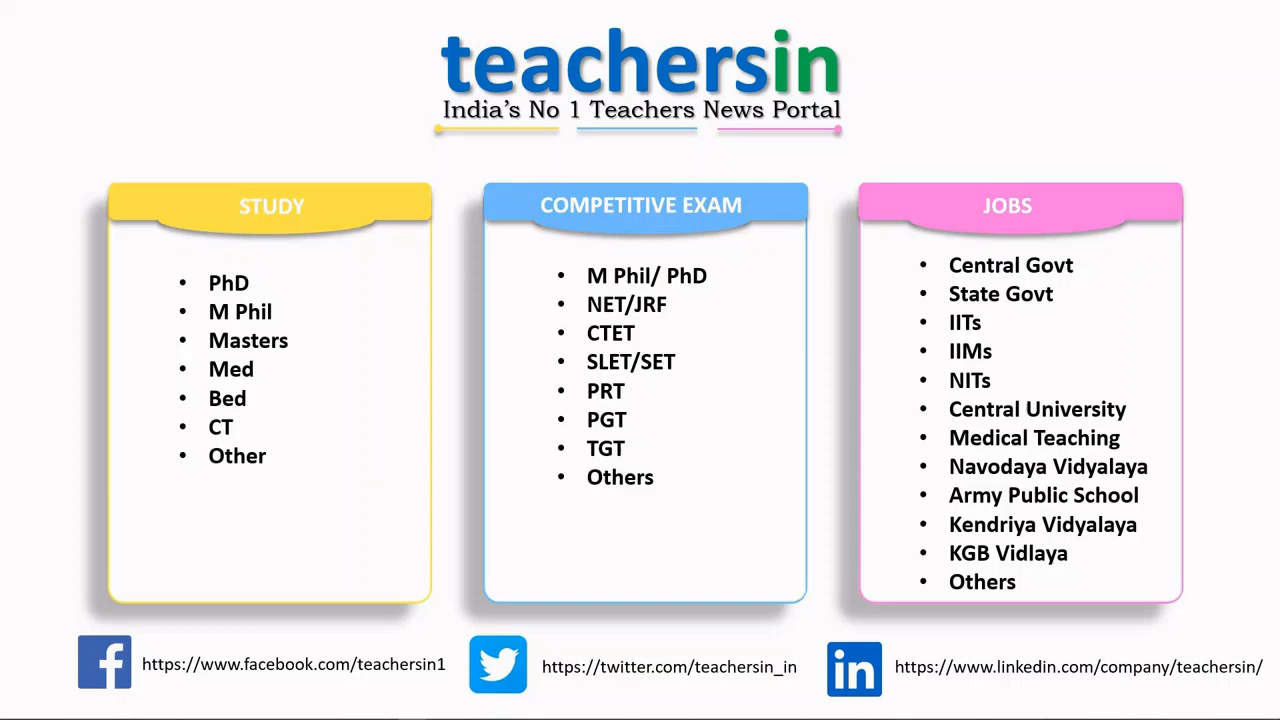 teachersin
India's No 1 Teachers News Portal
STUDY
• PhD
• M Phil
• Masters
• Med
• Bed
• CT
• Other
COMPETITIVE EXAM
• M Phil/ PhD
• NET/JRF
• CTET
• SLET/SET
• PRT
• PGT
• TGT
• Others
JOBS
• Central Govt
• State Govt
• IITs
• IIMs
• NITs
• Central University
• Medical Teaching
• Navodaya Vidyalaya
• Army Public School
• Kendriya Vidyalaya
• KGB Vidlaya
• Others
https://www.facebook.com/teachersin1
https://twitter.com/teachersin_in
https://www.linkedin.com/company/teachersin/